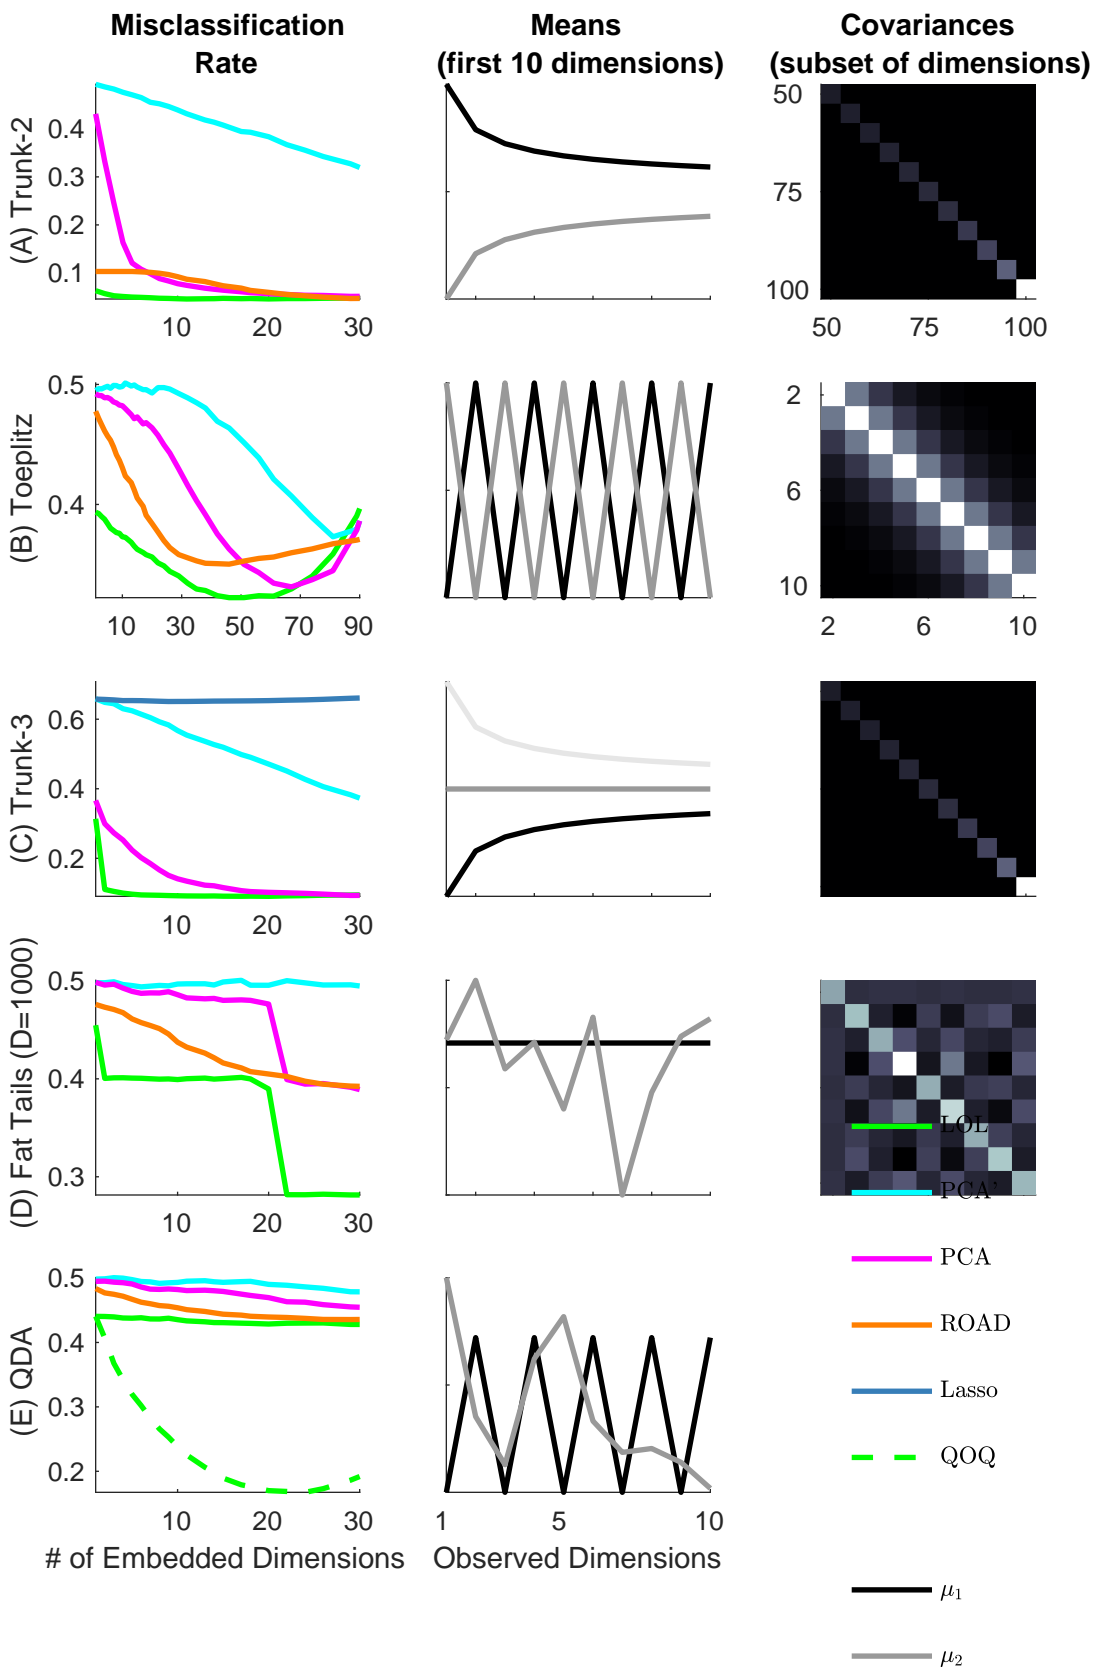 Misclassification
Rate
Means
(first 10 dimensions)
Covariances
(subset of dimensions)
(A) Trunk-2
0.4
0.3
0.2
0.1
10 20 30
50
75
100
50 75 100
(B) Toeplitz
0.5
0.4
10 30 50 70 90
2
6
10
2 6 10
(C) Trunk-3
0.6
0.4
0.2
10 20 30
(D) Fat Tails (D=1000)
0.5
0.4
0.3
10 20 30
LOL
PCA'
PCA
ROAD
Lasso
QOQ
(E) QDA
0.5
0.4
0.3
0.2
10 20 30
# of Embedded Dimensions
1 5 10
Observed Dimensions
μ1
μ2